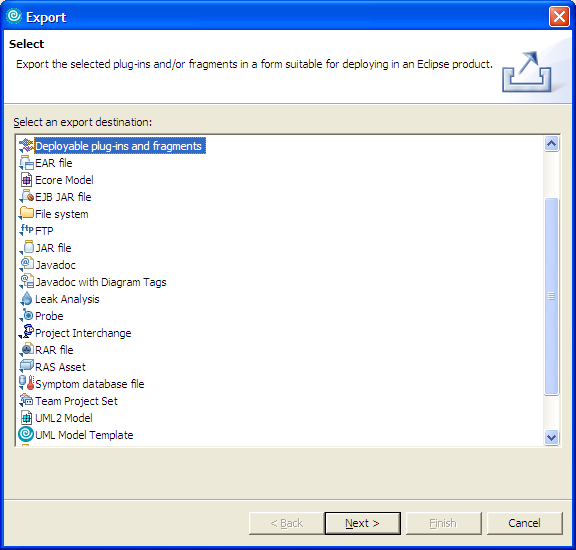 Export
Select
Export the selected plug-ins and/or fragments in a form suitable for deploying in an Eclipse product.
Select an export destination:
Deployable plug-ins and fragments
EAR file
Ecore Model
EJB JAR file
File system
ftp FTP
JAR file
Javadoc
Javadoc with Diagram Tags
Leak Analysis
Probe
Project Interchange
RAR file
RAS Asset
Symptom database file
Team Project Set
UML2 Model
UML Model Template
< Back Next > Finish Cancel